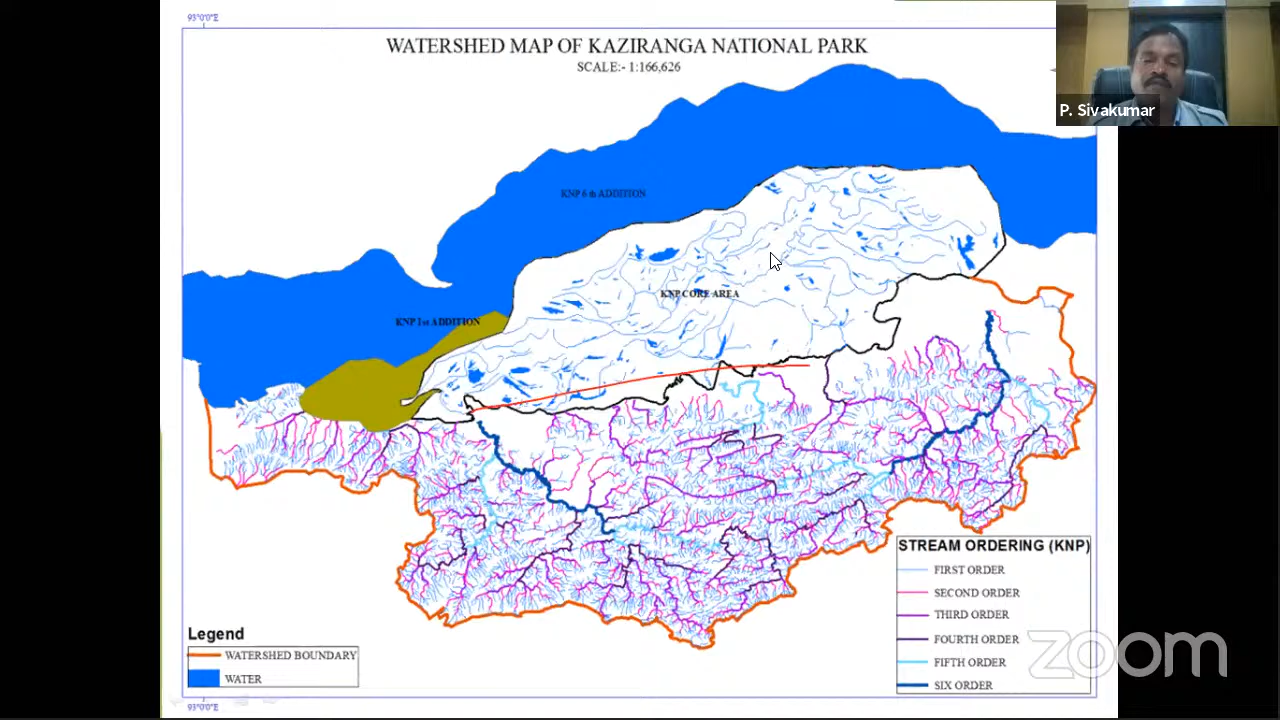 93°0'0"E
WATERSHED MAP OF KAZIRANGA NATIONAL PARK
SCALE:- 1:166,626
P. Sivakumar
KNP 6 th ADDITION
KNP CORE AREA
KNP 1st ADDITION
STREAM ORDERING (KNP)
FIRST ORDER
SECOND ORDER
THIRD ORDER
FOURTH ORDER
FIFTH ORDER
SIX ORDER
Legend
WATERSHED BOUNDARY
WATER
zoom
93°0'0"E